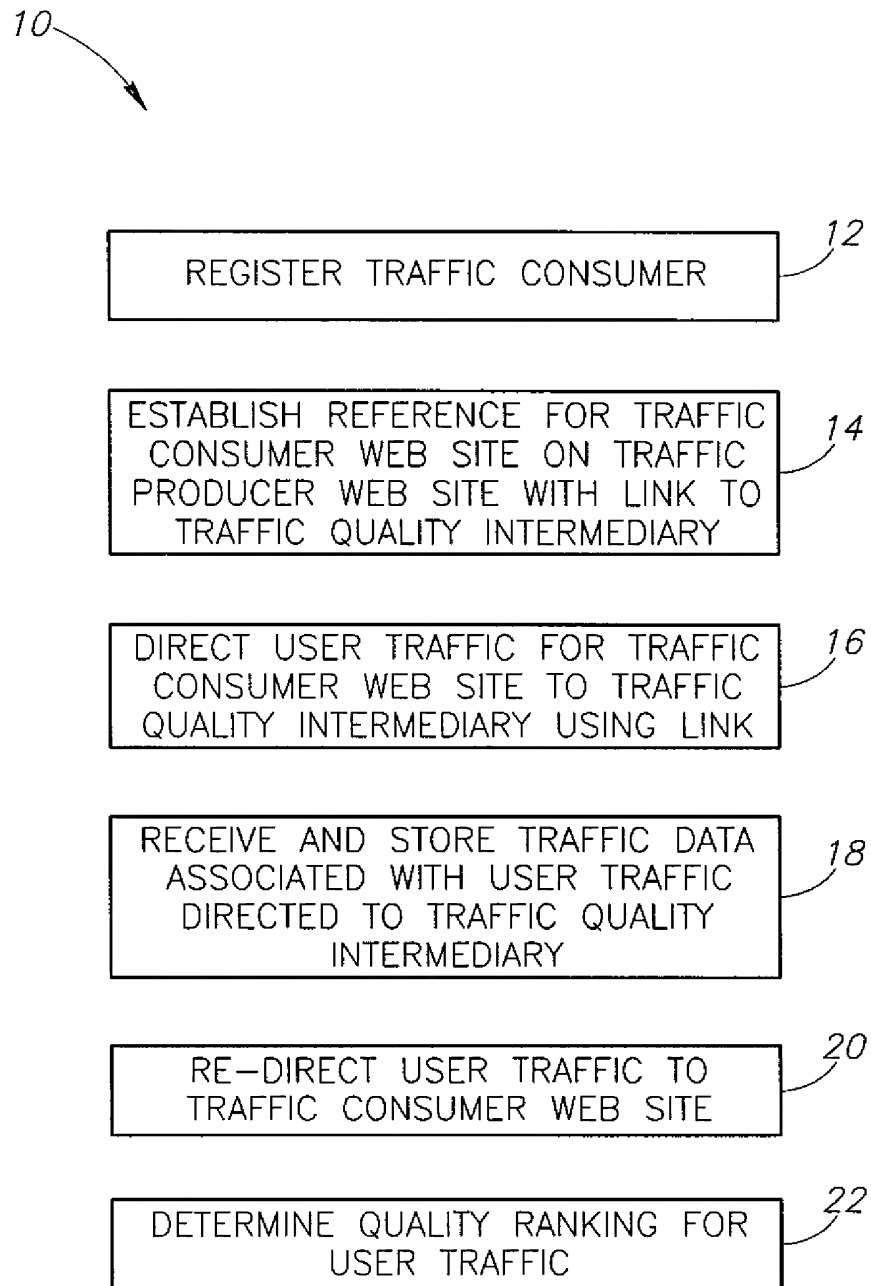 10
12
REGISTER TRAFFIC CONSUMER
14
ESTABLISH REFERENCE FOR TRAFFIC
CONSUMER WEB SITE ON TRAFFIC
PRODUCER WEB SITE WITH LINK TO
TRAFFIC QUALITY INTERMEDIARY
16
DIRECT USER TRAFFIC FOR TRAFFIC
CONSUMER WEB SITE TO TRAFFIC
QUALITY INTERMEDIARY USING LINK
18
RECEIVE AND STORE TRAFFIC DATA
ASSOCIATED WITH USER TRAFFIC
DIRECTED TO TRAFFIC QUALITY
INTERMEDIARY
20
RE-DIRECT USER TRAFFIC TO
TRAFFIC CONSUMER WEB SITE
22
DETERMINE QUALITY RANKING FOR
USER TRAFFIC